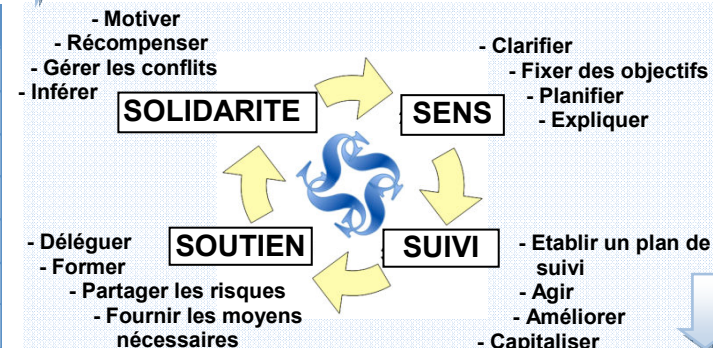 - Motiver
- Récompenser
- Gérer les conflits
- Inférer
SOLIDARITE
- Clarifier
- Fixer des objectifs
- Planifier
- Expliquer
SENS
- Déléguer
- Former
- Partager les risques
- Fournir les moyens
nécessaires
SOUTIEN
SUIVI
- Etablir un plan de
suivi
- Agir
- Améliorer
- Capitaliser